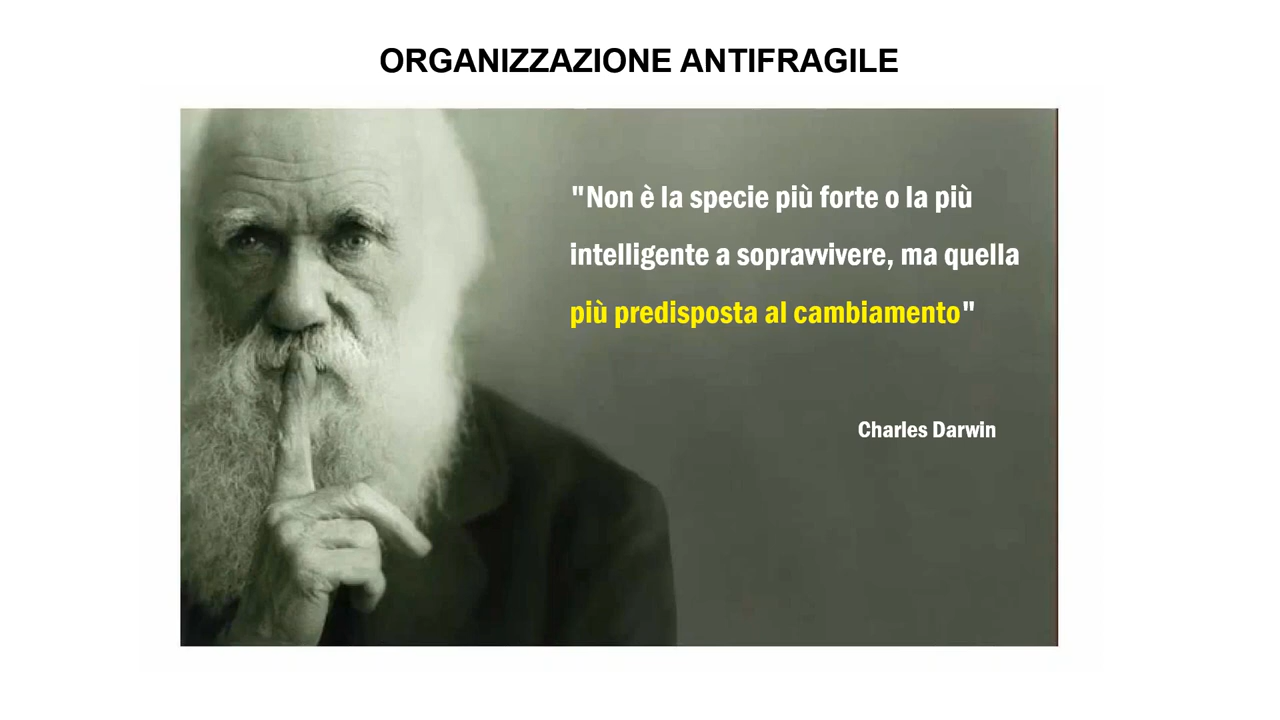 ORGANIZZAZIONE ANTIFRAGILE
"Non è la specie più forte o la più
intelligente a sopravvivere, ma quella
più predisposta al cambiamento"
Charles Darwin